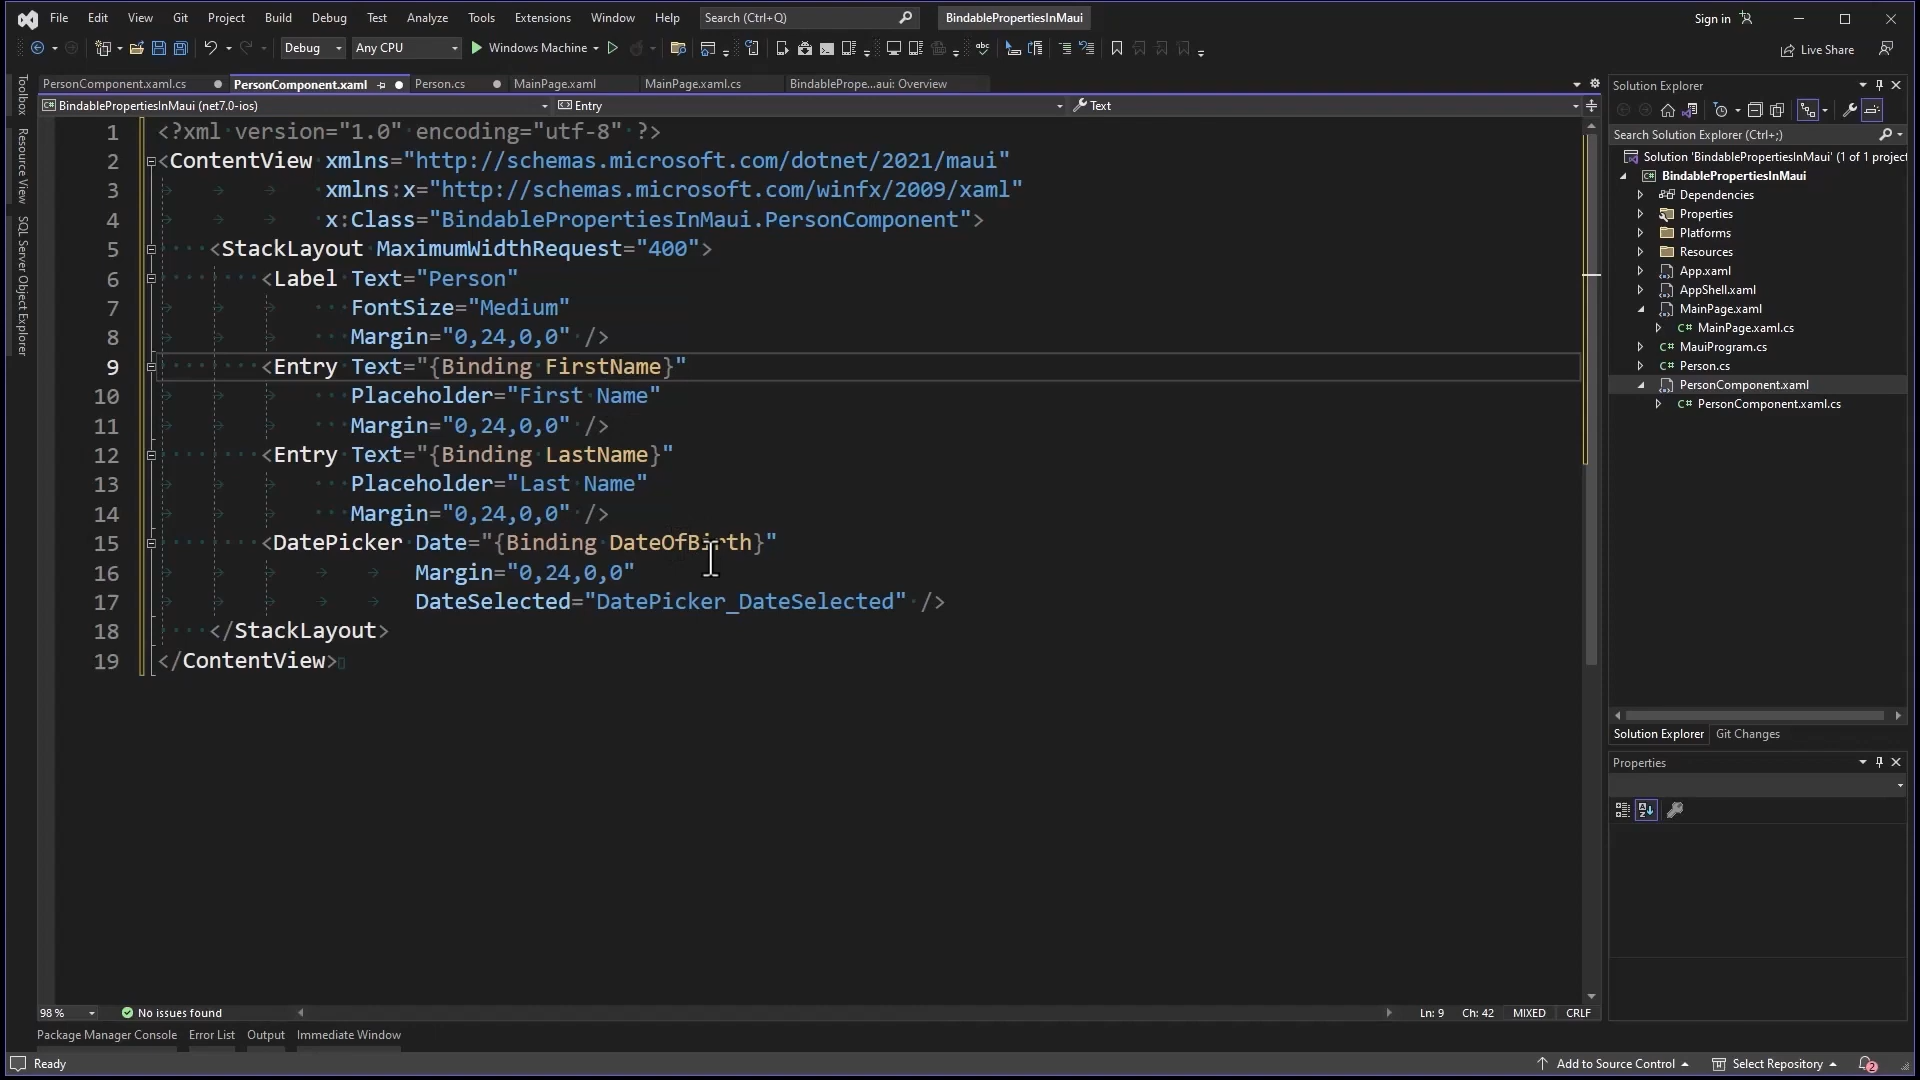 File Edit View Git Project Build Debug Test Analyze Tools Extensions Window Help Search (Ctrl+Q) BindablePropertiesInMaui Sign in
Debug Any CPU Windows Machine Live Share
PersonComponent.xaml.cs PersonComponent.xaml Person.cs MainPage.xaml MainPage.xaml.cs BindablePrope...aui: Overview
BindablePropertiesInMaui (net7.0-ios) Entry Text
Toolbox
Resource View
SQL Server Object Explorer
1 <?xml version="1.0" encoding="utf-8" ?>
2 <ContentView xmlns="http://schemas.microsoft.com/dotnet/2021/maui"
3 xmlns:x="http://schemas.microsoft.com/winfx/2009/xaml"
4 x:Class="BindablePropertiesInMaui.PersonComponent">
5 <StackLayout MaximumWidthRequest="400">
6 <Label Text="Person"
7 FontSize="Medium"
8 Margin="0,24,0,0" />
9 <Entry Text="{Binding FirstName}"
10 Placeholder="First Name"
11 Margin="0,24,0,0" />
12 <Entry Text="{Binding LastName}"
13 Placeholder="Last Name"
14 Margin="0,24,0,0" />
15 <DatePicker Date="{Binding DateOfBirth}"
16 Margin="0,24,0,0"
17 DateSelected="DatePicker_DateSelected" />
18 </StackLayout>
19 </ContentView>
98 % No issues found Ln: 9 Ch: 42 MIXED CRLF
Package Manager Console Error List Output Immediate Window
Solution Explorer
Search Solution Explorer (Ctrl+;)
Solution 'BindablePropertiesInMaui' (1 of 1 project
BindablePropertiesInMaui
Dependencies
Properties
Platforms
Resources
App.xaml
AppShell.xaml
MainPage.xaml
C# MainPage.xaml.cs
C# MauiProgram.cs
C# Person.cs
PersonComponent.xaml
C# PersonComponent.xaml.cs
Solution Explorer Git Changes
Properties
Ready Add to Source Control Select Repository 2